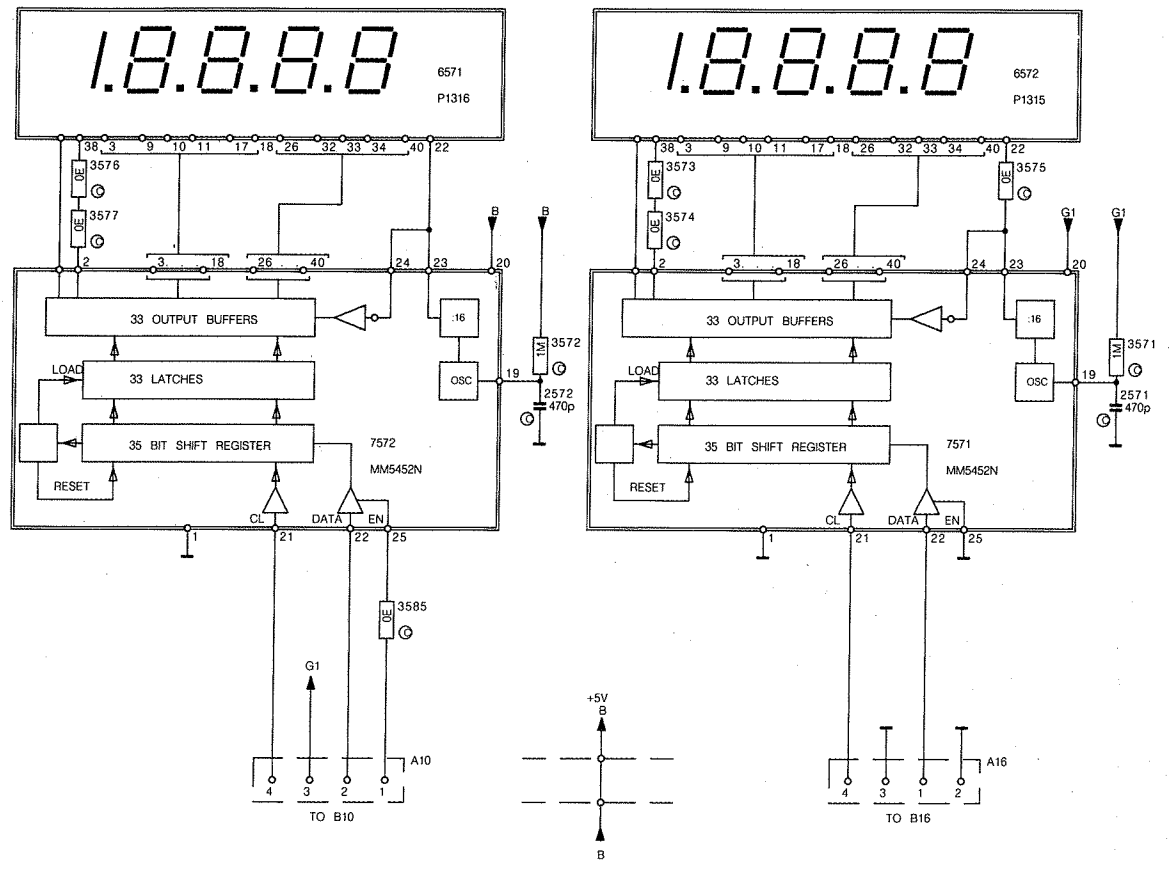 1.8.8.8.8
6571
P1316
38 3 9 10 11 17 18 26 32 33 34 40 22
3576
OE
3577
OE
C
C
B B
2 3. . 18 26 40 24 23 20
33 OUTPUT BUFFERS
:16
1M
3572
C
LOAD
33 LATCHES
OSC
19
2572
470p
C
35 BIT SHIFT REGISTER
7572
MM5452N
RESET
CL DATA EN
1 21 22 25
OE
3585
C
G1
A10
4 3 2 1
TO B10
+5V
B
B
1.8.8.8.8
6572
P1315
38 3 9 10 11 17 18 26 32 33 34 40 22
3573
OE
3574
OE
C
C
3575
OE
C
G1 G1
2 3. . 18 26 40 24 23 20
33 OUTPUT BUFFERS
:16
1M
3571
C
LOAD
33 LATCHES
OSC
19
2571
470p
C
35 BIT SHIFT REGISTER
7571
MM5452N
RESET
CL DATA EN
1 21 22 25
A16
4 3 1 2
TO B16